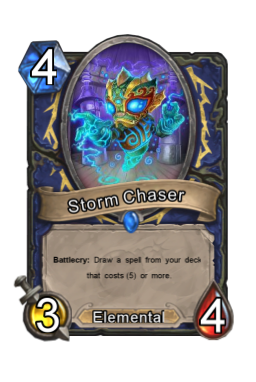 4
Storm Chaser
Battlecry: Draw a spell from your deck
that costs (5) or more.
3
Elemental
4